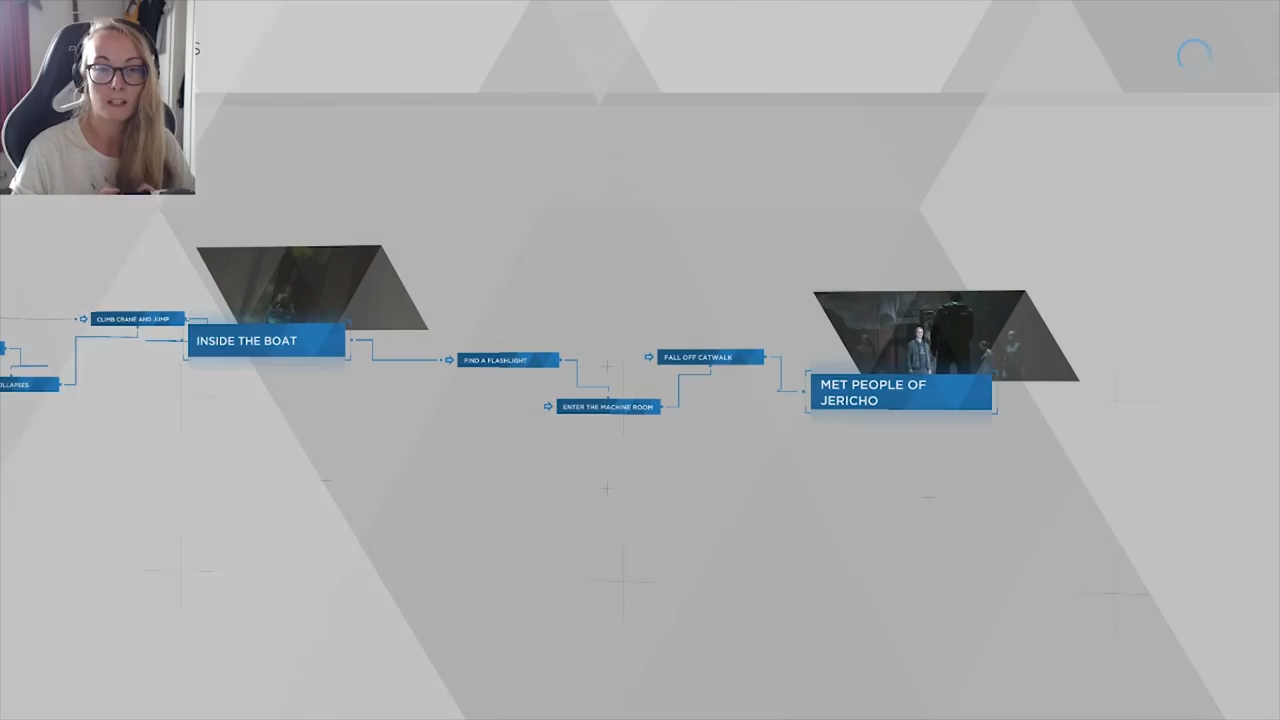 S
CLIMB CRANE AND JUMP
INSIDE THE BOAT
OLLAPSES
FIND A FLASHLIGHT
ENTER THE MACHINE ROOM
FALL OFF CATWALK
MET PEOPLE OF
JERICHO